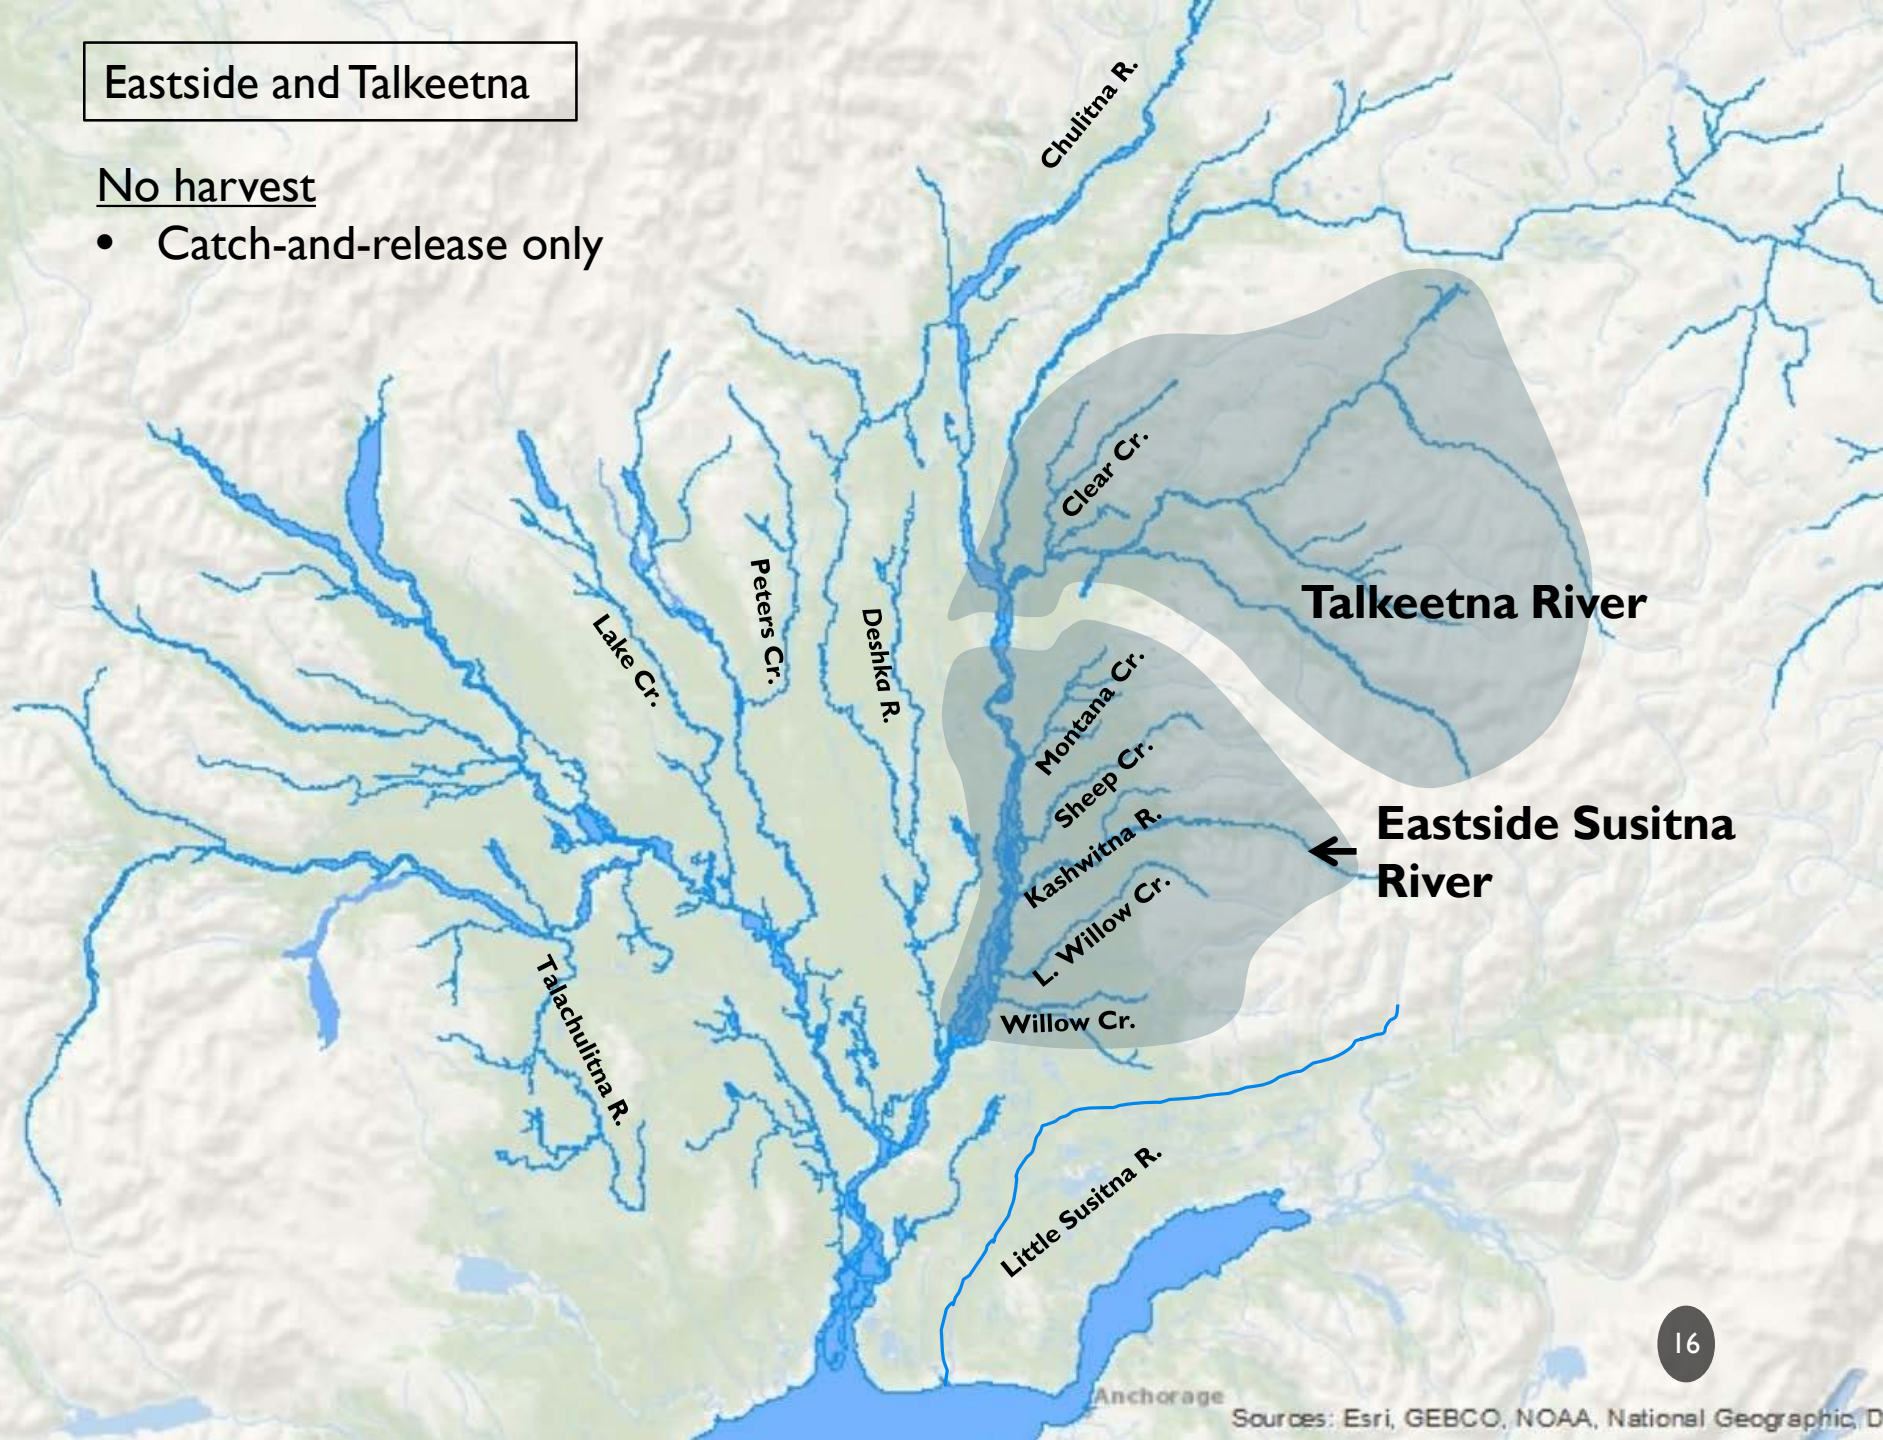 Eastside and Talkeetna
No harvest
• Catch-and-release only
Chulitna R.
Clear Cr.
Peters Cr.
Deshka R.
Lake Cr.
Talkeetna River
Montana Cr.
Sheep Cr.
Kashwitna R.
Eastside Susitna
River
L. Willow Cr.
Willow Cr.
Talachulitna R.
Little Susitna R.
16
Anchorage
Sources: Esri, GEBCO, NOAA, National Geographic, D